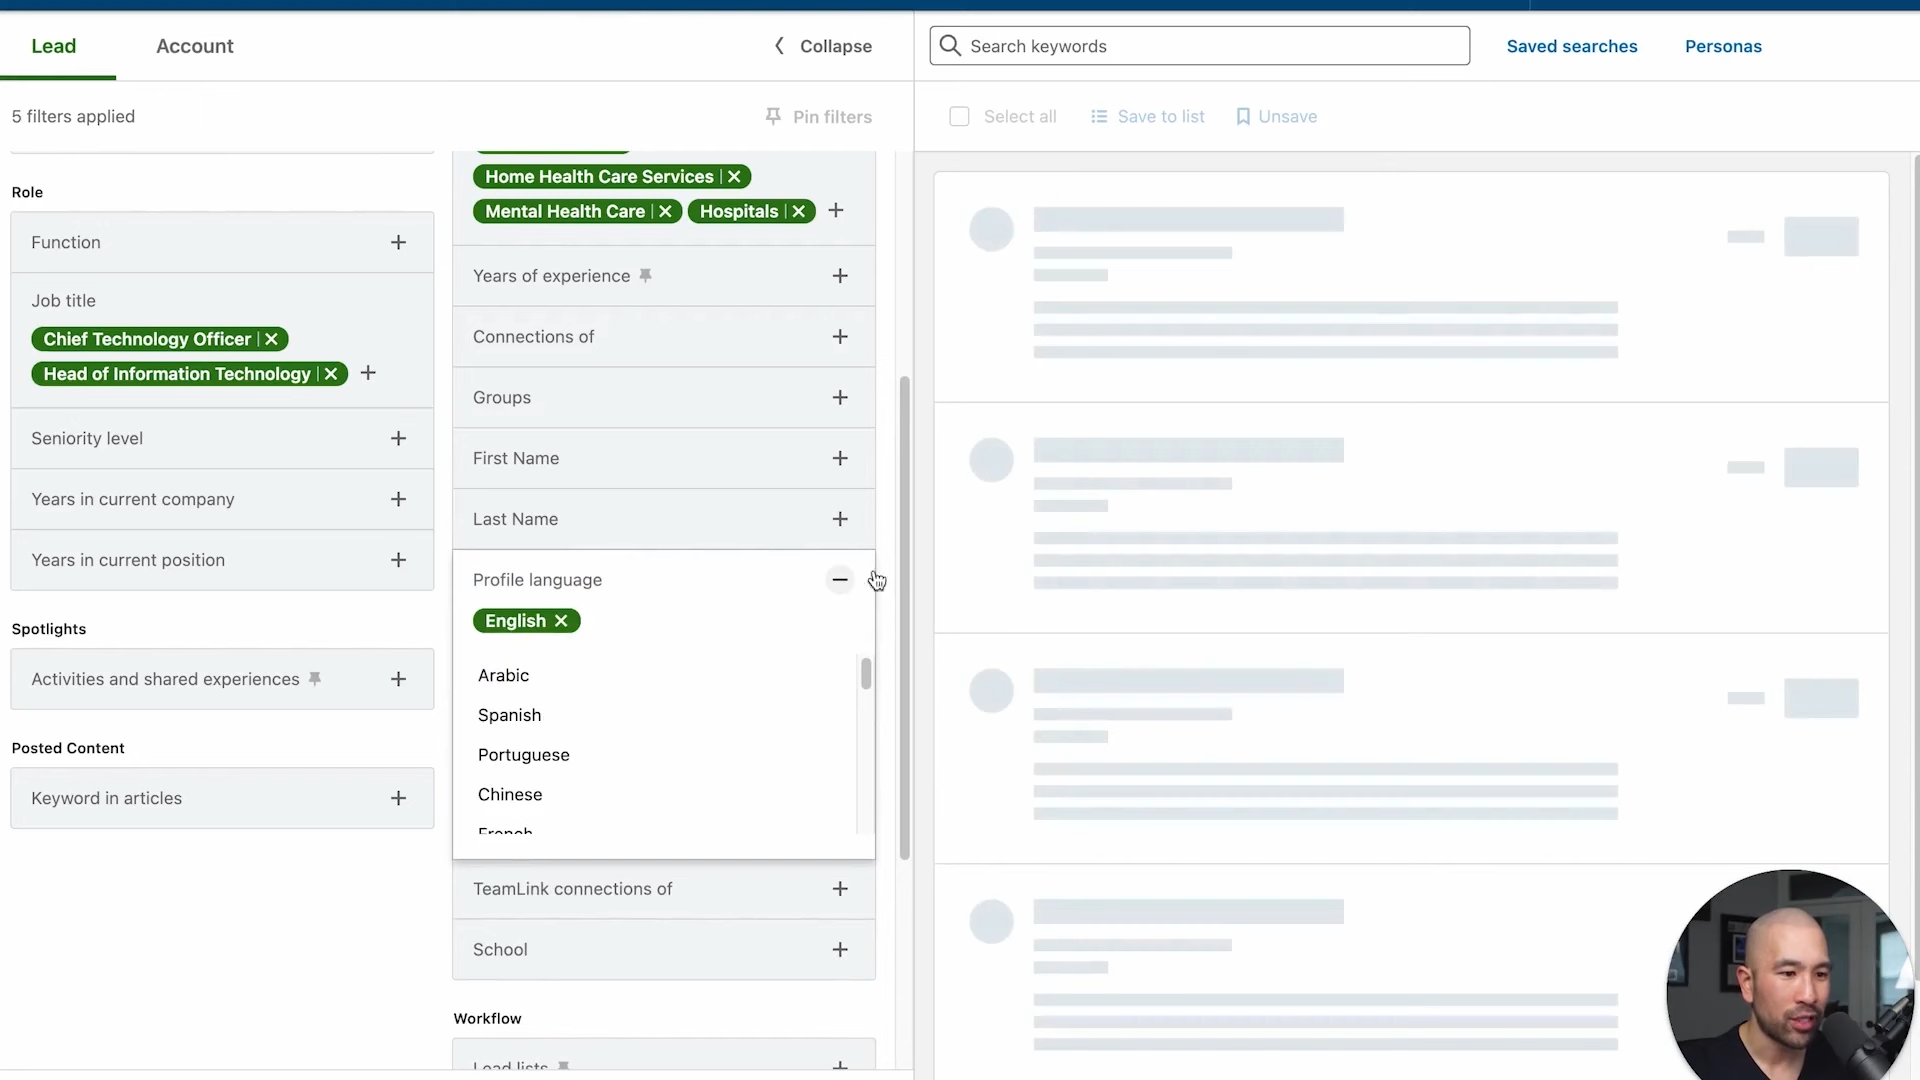 Lead
Account
Collapse
Search keywords
Saved searches
Personas
5 filters applied
Pin filters
Select all
Save to list
Unsave
Role
Function
Job title
Chief Technology Officer
Head of Information Technology
Seniority level
Years in current company
Years in current position
Spotlights
Activities and shared experiences
Posted Content
Keyword in articles
Home Health Care Services
Mental Health Care
Hospitals
Years of experience
Connections of
Groups
First Name
Last Name
Profile language
English
Arabic
Spanish
Portuguese
Chinese
French
TeamLink connections of
School
Workflow
Lead lists